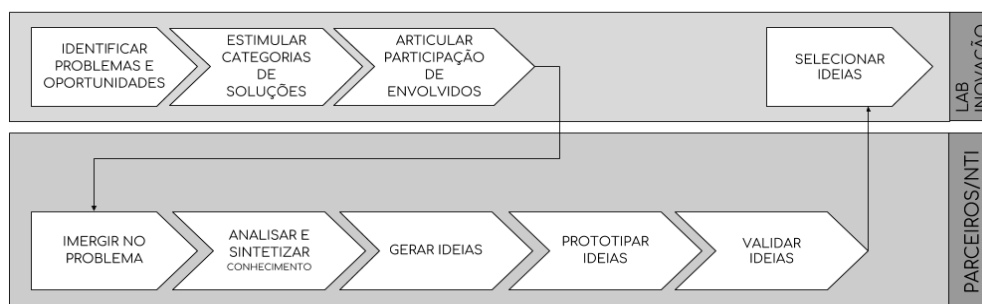 IDENTIFICAR
PROBLEMAS E
OPORTUNIDADES
ESTIMULAR
CATEGORIAS
DE
SOLUÇÕES
ARTICULAR
PARTICIPAÇÃO
DE
ENVOLVIDOS
SELECIONAR
IDEIAS
LAB
INOVAÇÃO
IMERGIR NO
PROBLEMA
ANALISAR E
SINTETIZAR
CONHECIMENTO
GERAR IDEIAS
PROTOTIPAR
IDEIAS
VALIDAR
IDEIAS
PARCEIROS/NTI